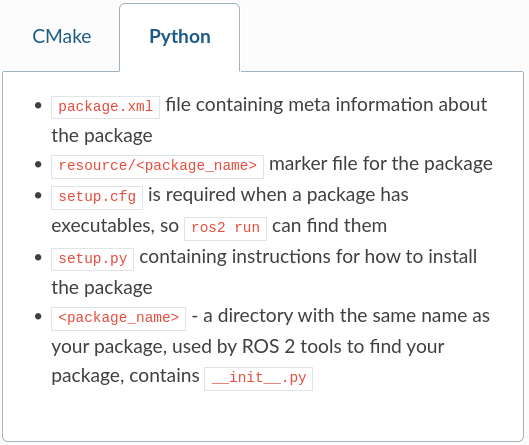 CMake Python
• package.xml file containing meta information about
the package
• resource/<package_name> marker file for the package
• setup.cfg is required when a package has
executables, so ros2 run can find them
• setup.py containing instructions for how to install
the package
• <package_name> - a directory with the same name as
your package, used by ROS 2 tools to find your
package, contains __init__.py